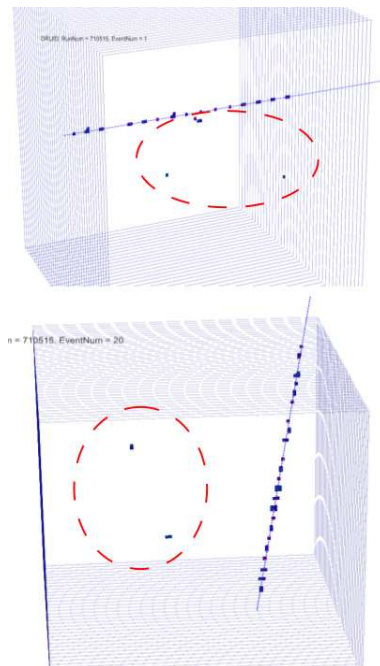 DRUID, RunNum = 710515, EventNum = 1
n = 710515, EventNum = 20